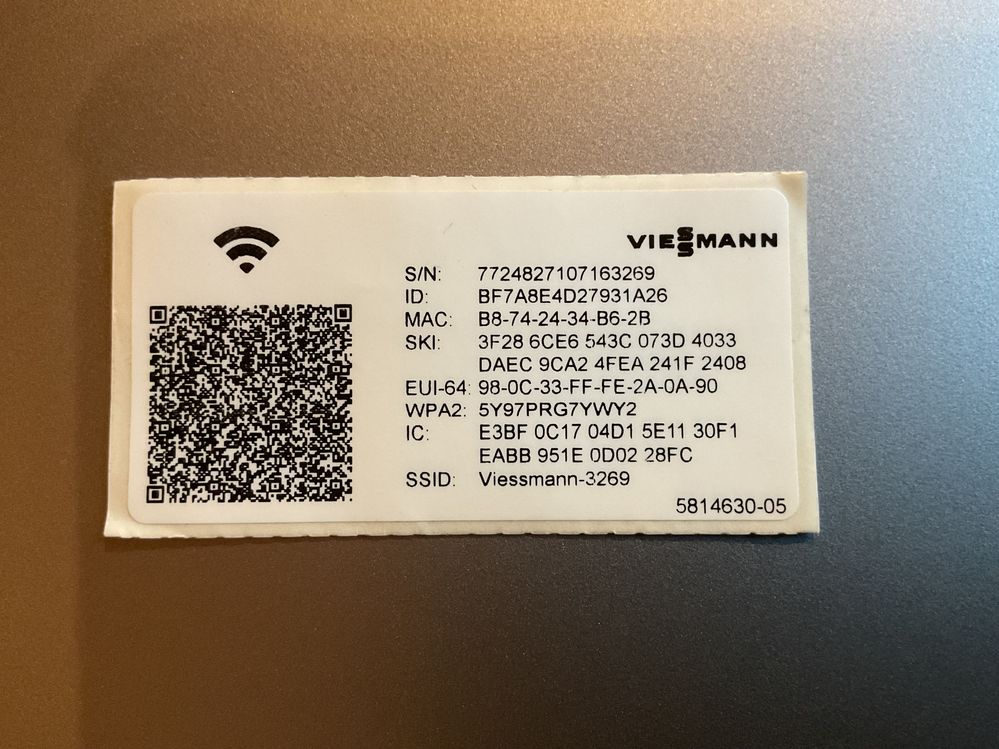 VIESSMANN
S/N: 7724827107163269
ID: BF7A8E4D27931A26
MAC: B8-74-24-34-B6-2B
SKI: 3F28 6CE6 543C 073D 4033
DAEC 9CA2 4FEA 241F 2408
EUI-64: 98-0C-33-FF-FE-2A-0A-90
WPA2: 5Y97PRG7YWY2
IC: E3BF 0C17 04D1 5E11 30F1
EABB 951E 0D02 28FC
SSID: Viessmann-3269
5814630-05